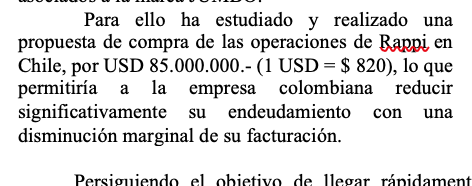 asociados a la marca JUMBO.
Para ello ha estudiado y realizado una
propuesta de compra de las operaciones de Rappi en
Chile, por USD 85.000.000.- (1 USD = $ 820), lo que
permitiría a la empresa colombiana reducir
significativamente su endeudamiento con una
disminución marginal de su facturación.
Persiguiendo el objetivo de llegar rápidament